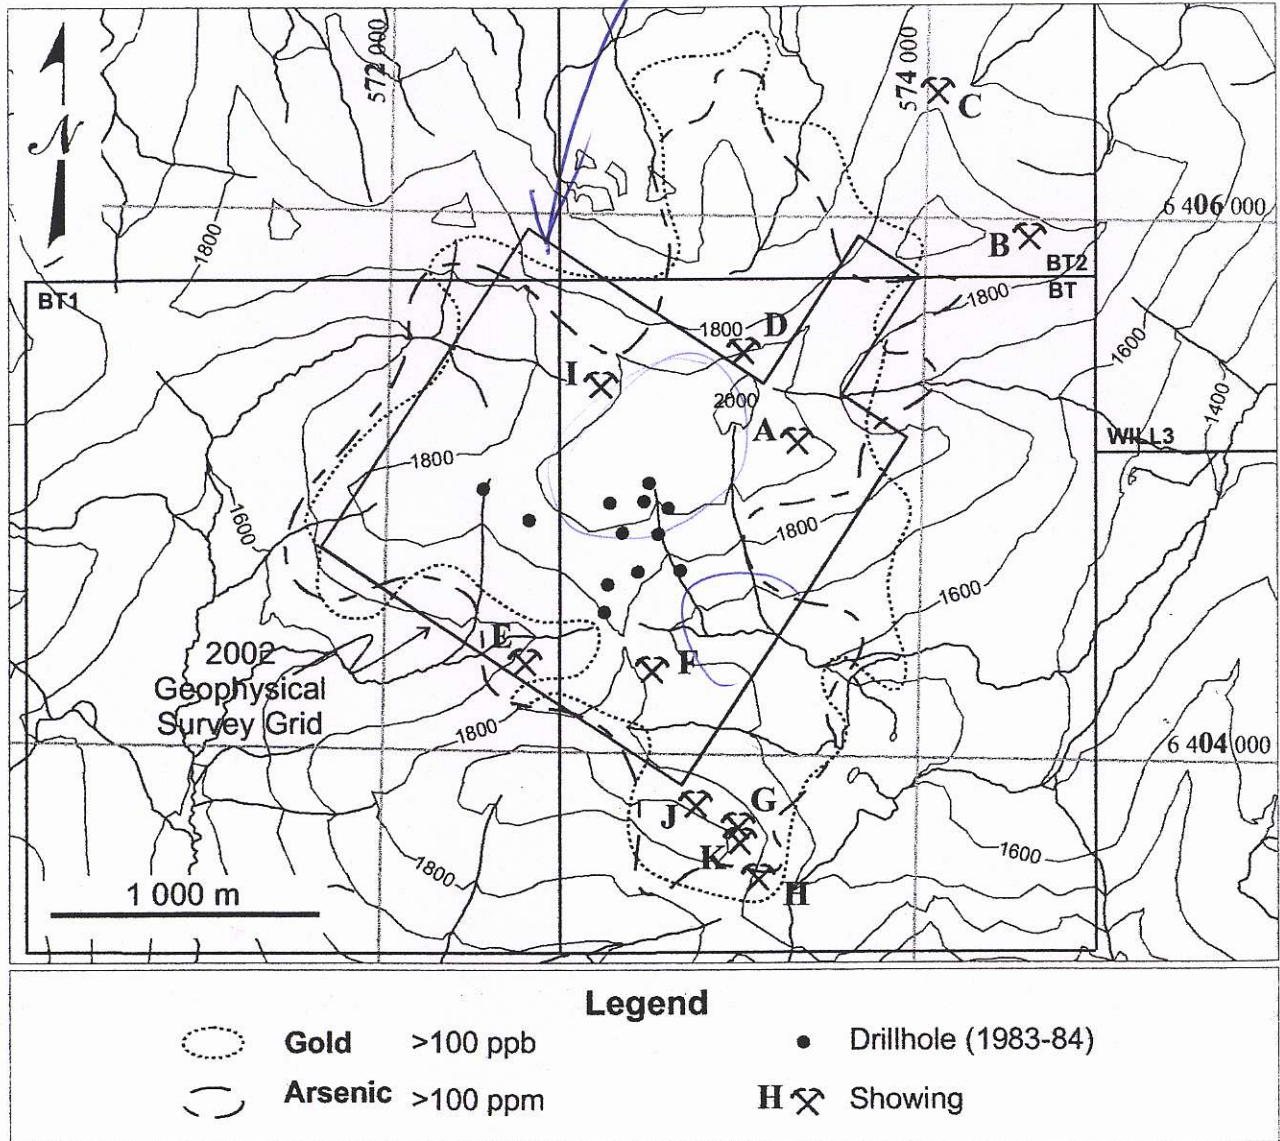 572 000
574 000
N
C
6 406 000
1800
B
BT2
BT1
BT
1800
D
1800
1600
I
2000
1400
A
WILL3
1800
1600
1800
1600
2002
Geophysical
Survey Grid
E
F
1800
6 404 000
J
G
K
1600
1800
H
1 000 m
Legend
Gold >100 ppb
Drillhole (1983-84)
Arsenic >100 ppm
H Showing